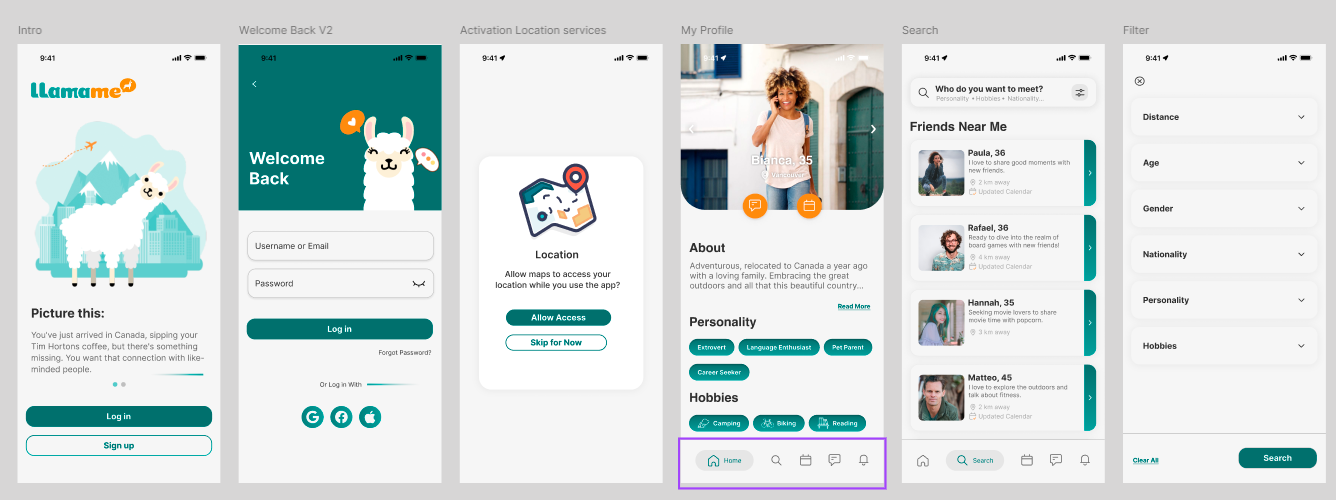 Intro
9:41
LLamame
Picture this:
You've just arrived in Canada, sipping your
Tim Hortons coffee, but there's something
missing. You want that connection with like-
minded people.
Log in
Sign up
Welcome Back V2
9:41
Welcome
Back
Username or Email
Password
Log in
Forgot Password?
Or Log in With
G
Activation Location services
9:41
Location
Allow maps to access your
location while you use the app?
Allow Access
Skip for Now
My Profile
9:41
Bianca, 35
Vancouver
About
Adventurous, relocated to Canada a year ago
with a loving family. Embracing the great
outdoors and all that this beautiful country...
Read More
Personality
Extrovert
Language Enthusiast
Pet Parent
Career Seeker
Hobbies
Camping
Biking
Reading
Home
Search
9:41
Who do you want to meet?
Personality • Hobbies • Nationality...
Friends Near Me
Paula, 36
I love to share good moments with
new friends.
2 km away
Updated Calendar
Rafael, 36
Ready to dive into the realm of
board games with new friends!
4 km away
Updated Calendar
Hannah, 35
Seeking movie lovers to share
movie time with popcorn.
3 km away
Matteo, 45
I love to explore the outdoors and
talk about fitness.
2 km away
Updated Calendar
Search
Filter
9:41
Distance
Age
Gender
Nationality
Personality
Hobbies
Clear All
Search